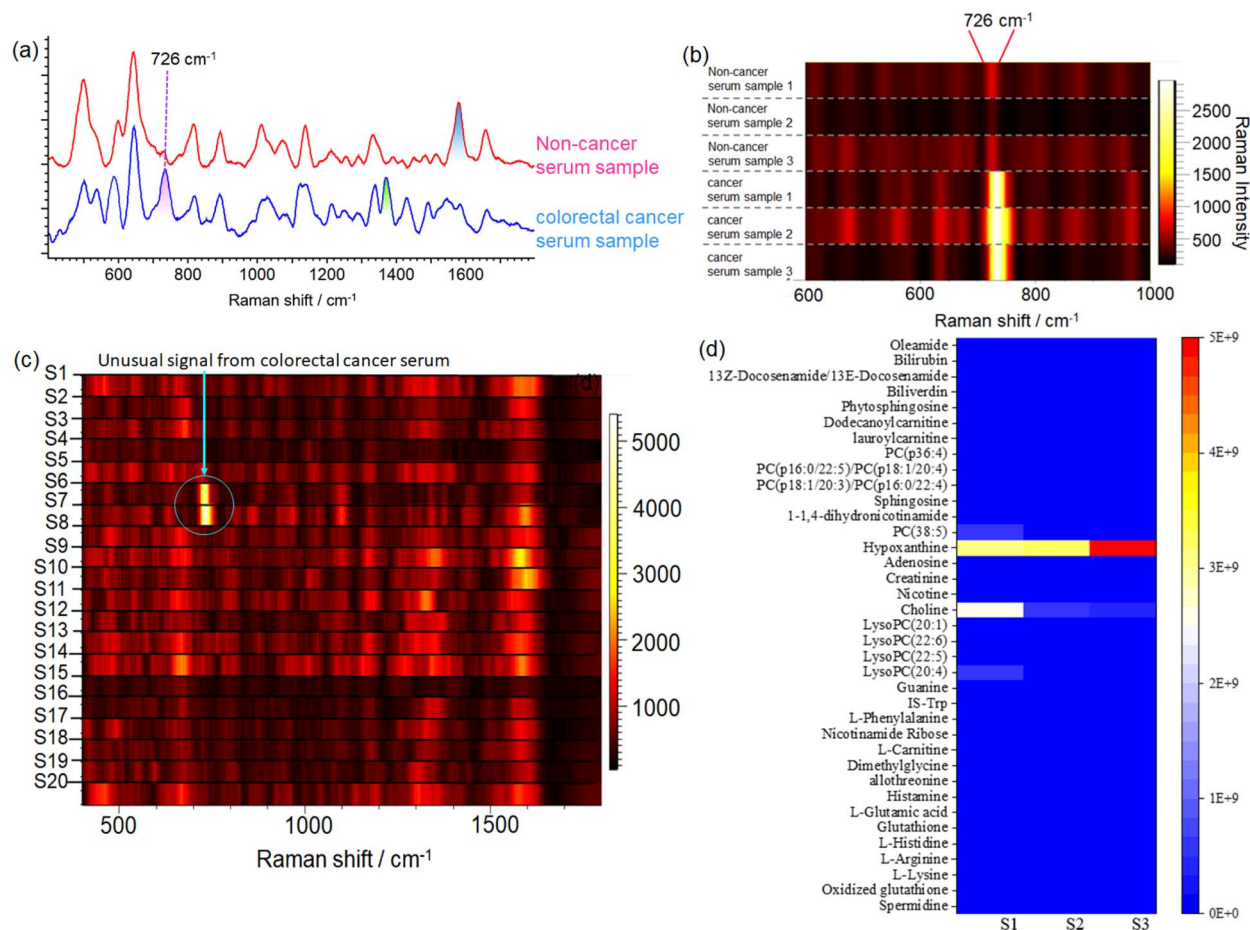 (a)
726 cm-1
Non-cancer
serum sample
colorectal cancer
serum sample
600 800 1000 1200 1400 1600
Raman shift / cm-1
(b)
726 cm-1
Non-cancer
serum sample 1
Non-cancer
serum sample 2
Non-cancer
serum sample 3
cancer
serum sample 1
cancer
serum sample 2
cancer
serum sample 3
600 600 800 1000
Raman shift / cm-1
2500
2000
1500
1000
500
Raman Intensity
(c)
Unusual signal from colorectal cancer serum
(d)
S1
S2
S3
S4
S5
S6
S7
S8
S9
S10
S11
S12
S13
S14
S15
S16
S17
S18
S19
S20
500 1000 1500
Raman shift / cm-1
5000
4000
3000
2000
1000
(d)
Oleamide
Bilirubin
13Z-Docosenamide/13E-Docosenamide
Biliverdin
Phytosphingosine
Dodecanoylcarnitine
lauroylcarnitine
PC(p36:4)
PC(p16:0/22:5)/PC(p18:1/20:4)
PC(p18:1/20:3)/PC(p16:0/22:4)
Sphingosine
1-1,4-dihydronicotinamide
PC(38:5)
Hypoxanthine
Adenosine
Creatinine
Nicotine
Choline
LysoPC(20:1)
LysoPC(22:6)
LysoPC(22:5)
LysoPC(20:4)
Guanine
IS-Trp
L-Phenylalanine
Nicotinamide Ribose
L-Carnitine
Dimethylglycine
allothreonine
Histamine
L-Glutamic acid
Glutathione
L-Histidine
L-Arginine
L-Lysine
Oxidized glutathione
Spermidine
S1 S2 S3
5E+9
4E+9
3E+9
2E+9
1E+9
0E+0